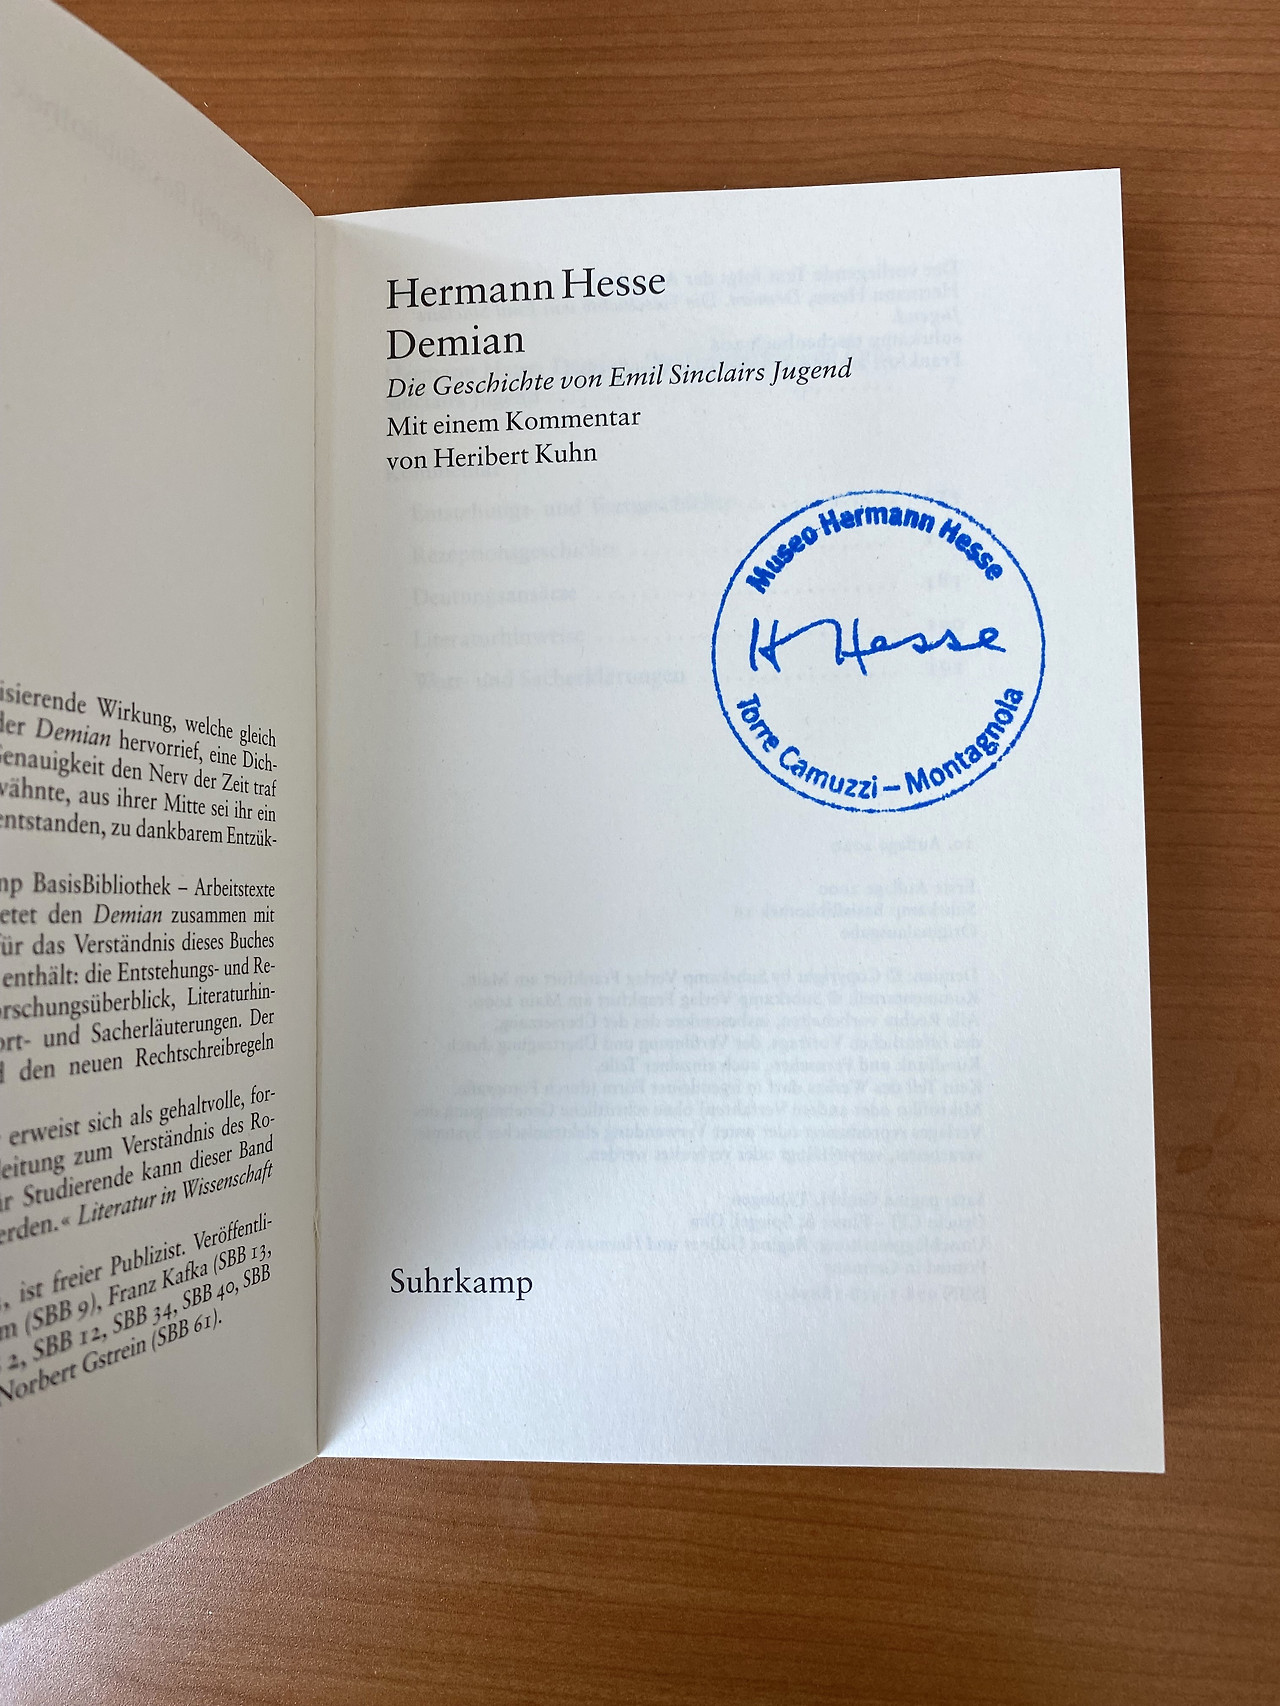 isierende Wirkung, welche gleich
der Demian hervorrief, eine Dich-
Genauigkeit den Nerv der Zeit traf
wähnte, aus ihrer Mitte sei ihr ein
entstanden, zu dankbarem Entzük-
mp BasisBibliothek – Arbeitstexte
etet den Demian zusammen mit
für das Verständnis dieses Buches
enthält: die Entstehungs- und Re-
orschungsüberblick, Literaturhin-
ort- und Sacherläuterungen. Der
d den neuen Rechtschreibregeln
erweist sich als gehaltvolle, for-
leitung zum Verständnis des Ro-
ür Studierende kann dieser Band
erden.« Literatur in Wissenschaft
, ist freier Publizist. Veröffentli-
m (SBB 9), Franz Kafka (SBB 13,
2, SBB 12, SBB 34, SBB 40, SBB
Norbert Gstrein (SBB 61).
Hermann Hesse
Demian
Die Geschichte von Emil Sinclairs Jugend
Mit einem Kommentar
von Heribert Kuhn
Museo Hermann Hesse
H Hesse
Torre Camuzzi – Montagnola
Suhrkamp